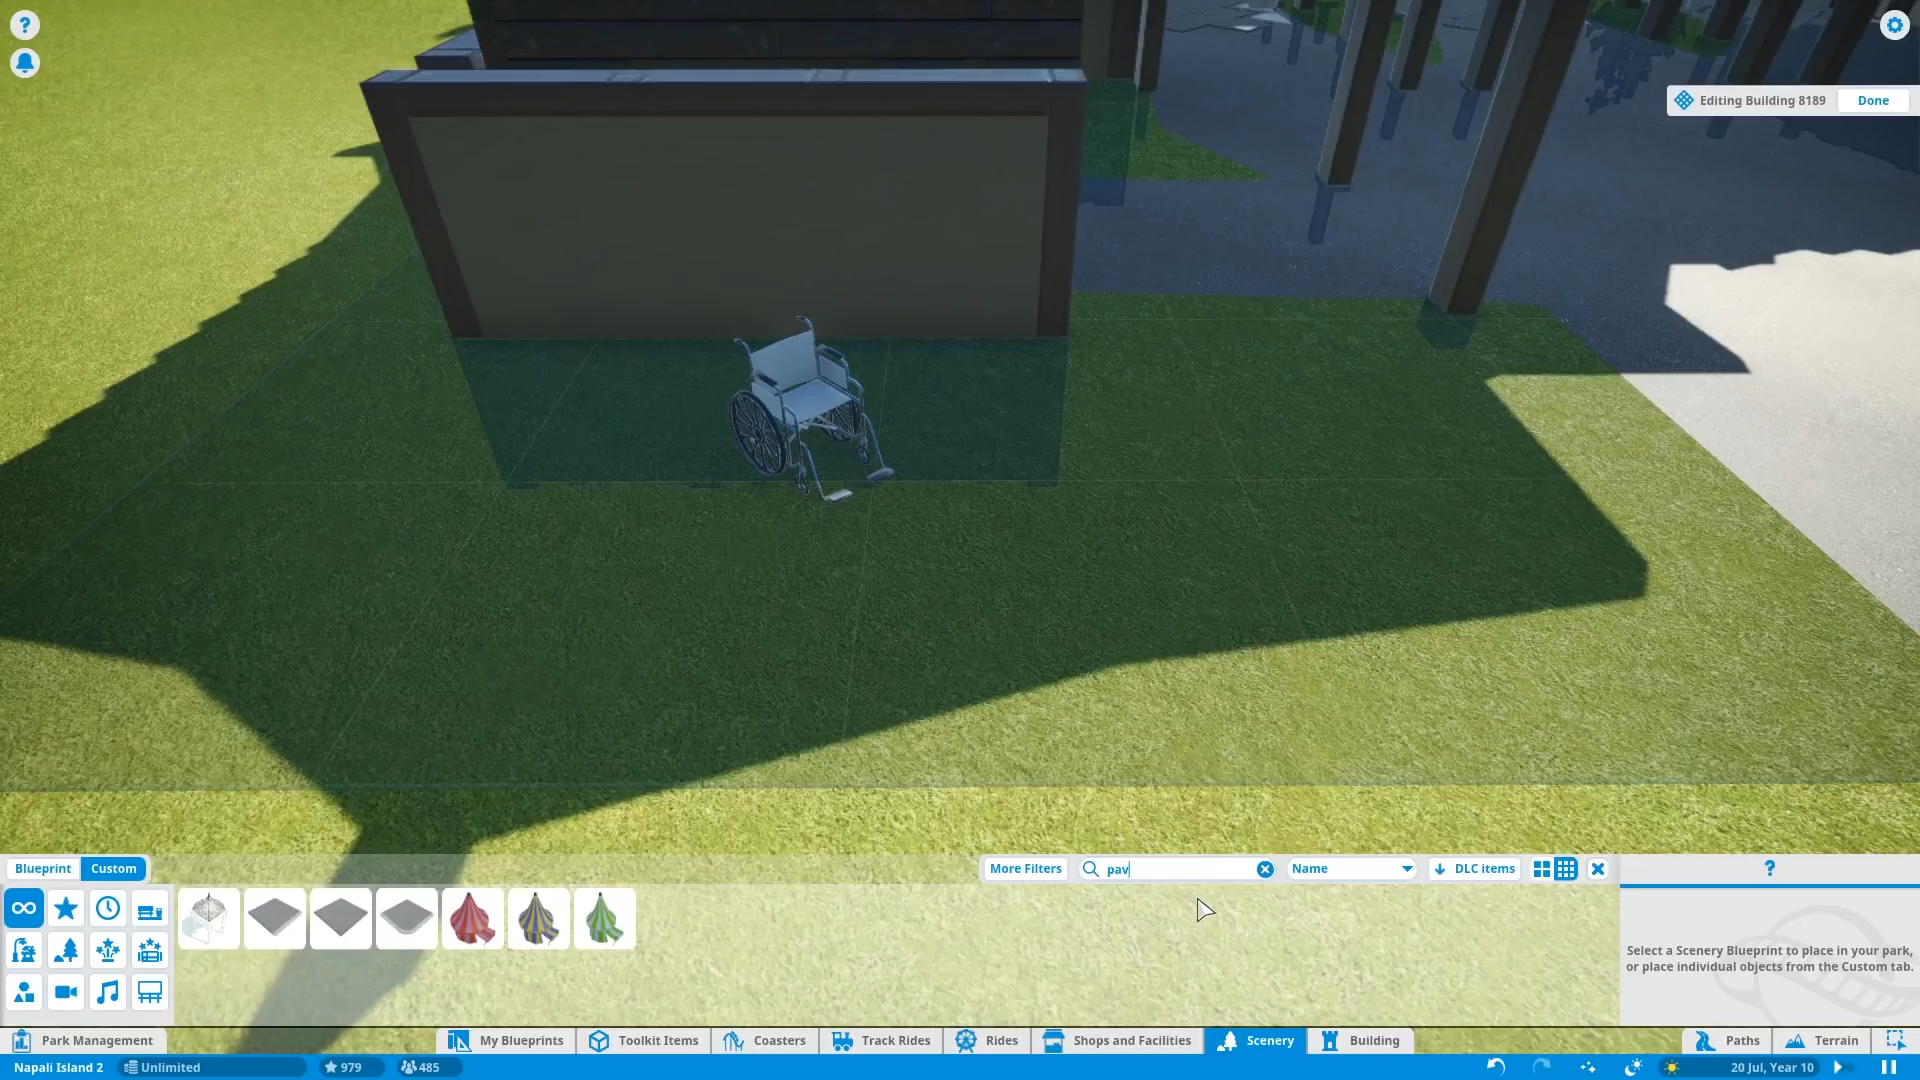 ?
Editing Building 8189
Done
Blueprint
Custom
More Filters
pav
Name
DLC items
?
Select a Scenery Blueprint to place in your park,
or place individual objects from the Custom tab.
Park Management
My Blueprints
Toolkit Items
Coasters
Track Rides
Rides
Shops and Facilities
Scenery
Building
Paths
Terrain
Napali Island 2
Unlimited
979
485
20 Jul, Year 10